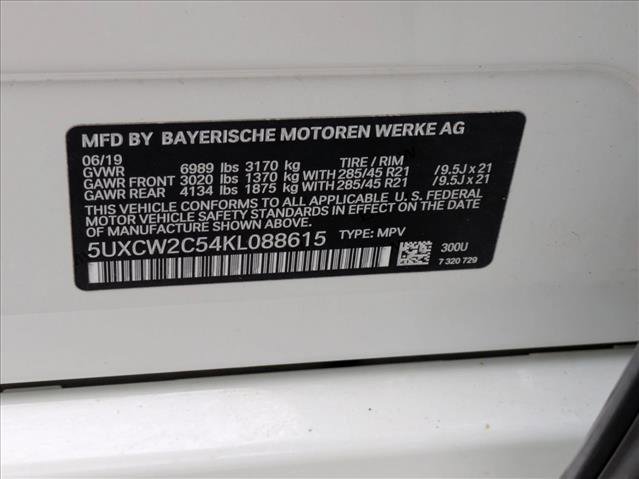 MFD BY BAYERISCHE MOTOREN WERKE AG
06/19 TIRE / RIM
GVWR 6989 lbs 3170 kg
GAWR FRONT 3020 lbs 1370 kg WITH 285/45 R21 /9.5J x 21
GAWR REAR 4134 lbs 1875 kg WITH 285/45 R21 /9.5J x 21
THIS VEHICLE CONFORMS TO ALL APPLICABLE U. S. FEDERAL
MOTOR VEHICLE SAFETY STANDARDS IN EFFECT ON THE
DATE OF MANUFACTURE SHOWN ABOVE.
5UXCW2C54KL088615 TYPE: MPV
300U
7 320 729